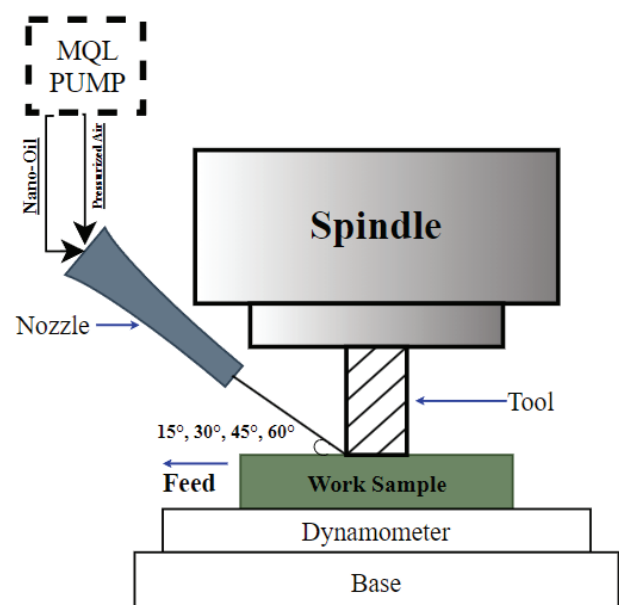 MQL
PUMP
Nano-Oil
Pressurized Air
Spindle
Nozzle
Tool
15°, 30°, 45°, 60°
Feed
Work Sample
Dynamometer
Base